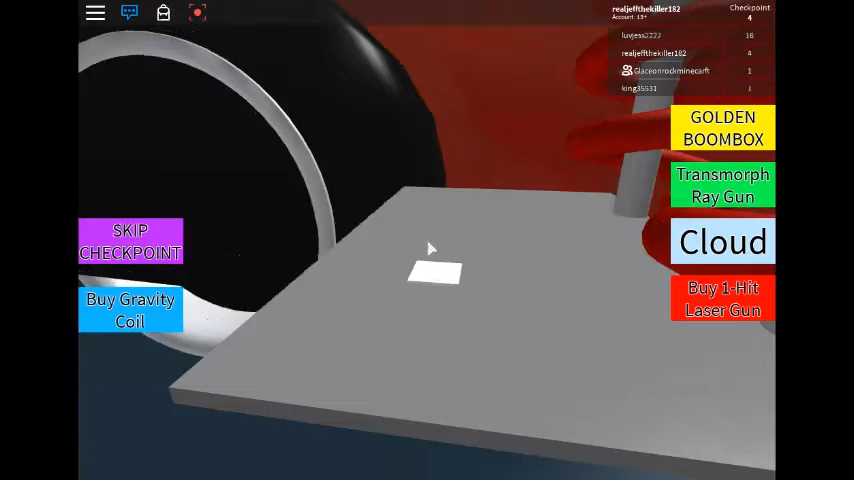 realjeffthekiller182
Account: 13+
Checkpoint
4
luvjess2222 16
realjeffthekiller182 4
Glaceonrockminecarft 1
king35531 1
GOLDEN
BOOMBOX
Transmorph
Ray Gun
SKIP
CHECKPOINT
Cloud
Buy Gravity
Coil
Buy 1-Hit
Laser Gun